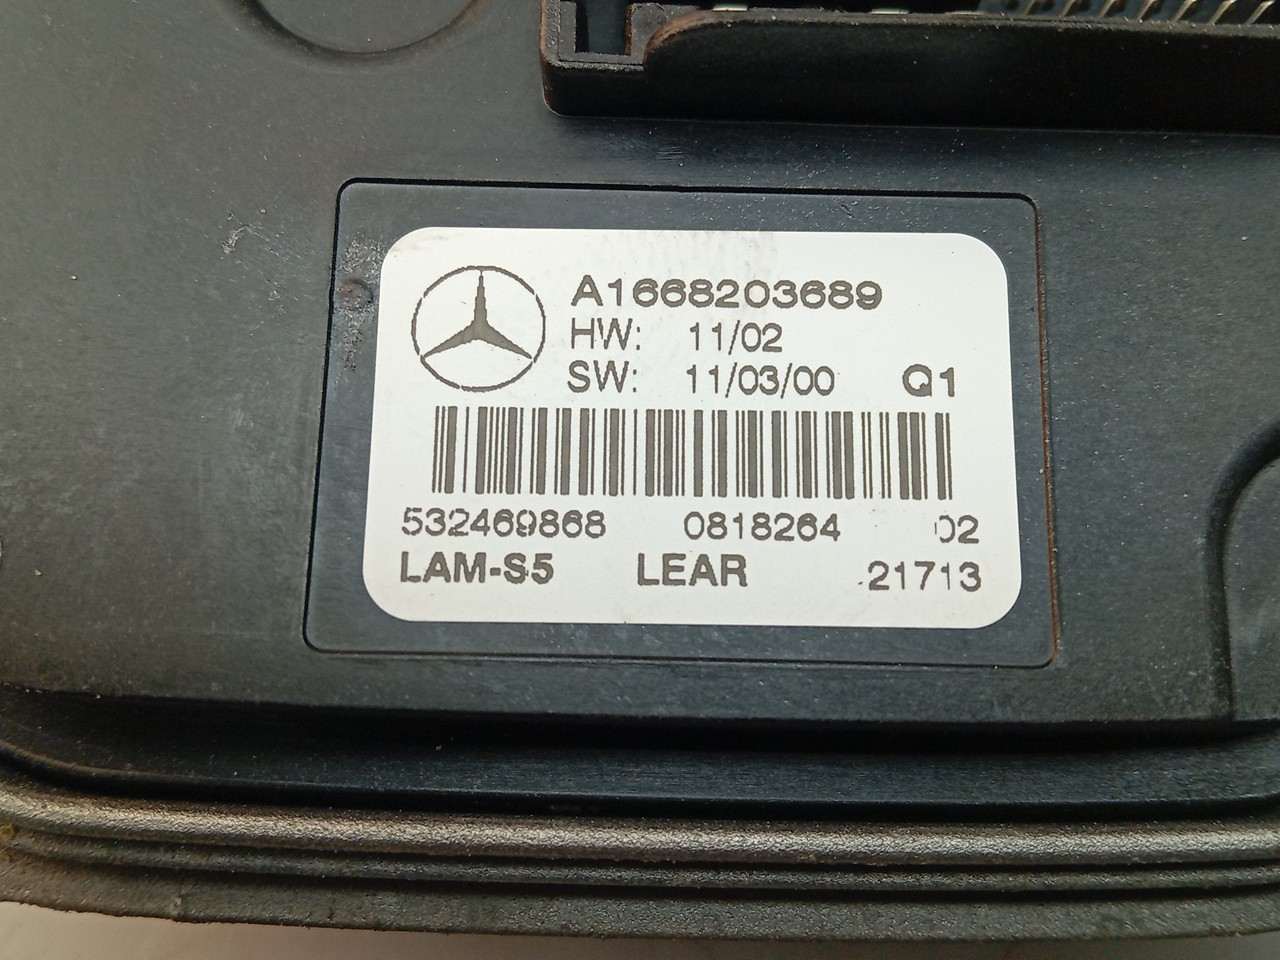 A1668203689
HW: 11/02
SW: 11/03/00 Q1
532469868 0818264 02
LAM-S5 LEAR 21713